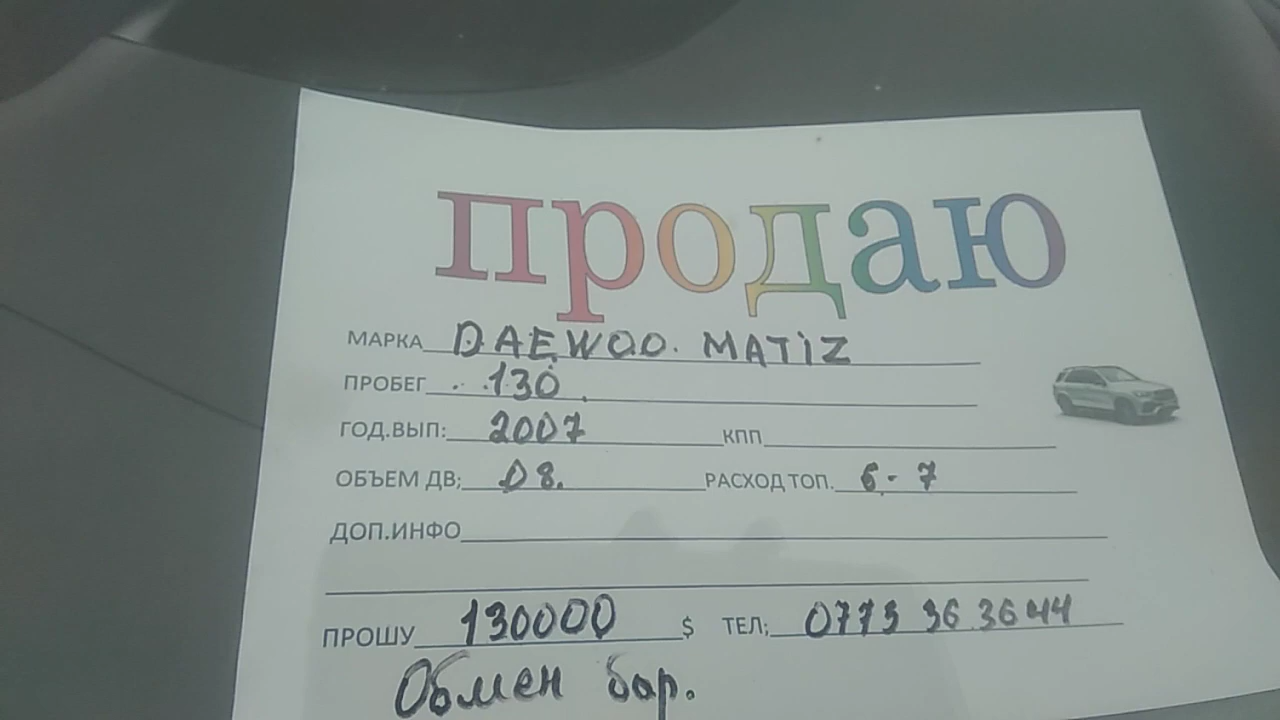 продаю
МАРКА DAEWOO. MATIZ
ПРОБЕГ 130
ГОД.ВЫП: 2007 КПП
ОБЪЕМ ДВ; 08. РАСХОД ТОП. 6-7
ДОП.ИНФО
ПРОШУ 130000 $ ТЕЛ; 0773 36 36 44
Обмен бар.